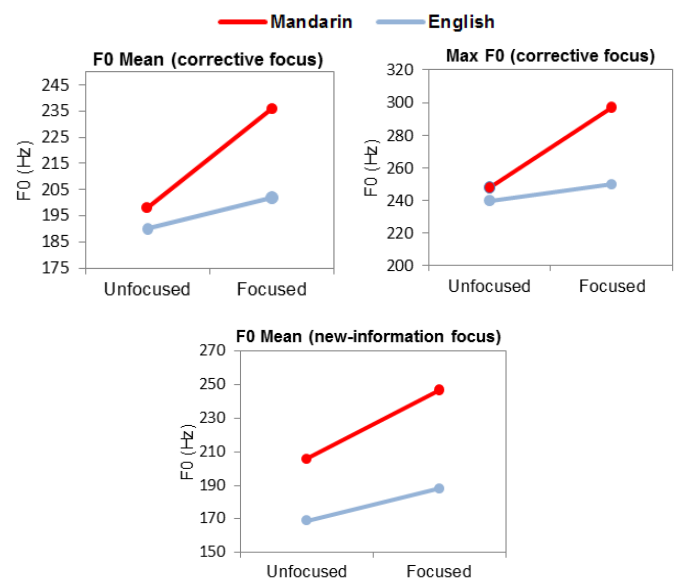 Mandarin English
F0 Mean (corrective focus)
F0 (Hz)
245
235
225
215
205
195
185
175
Unfocused Focused
Max F0 (corrective focus)
F0 (Hz)
320
300
280
260
240
220
200
Unfocused Focused
F0 Mean (new-information focus)
F0 (Hz)
270
250
230
210
190
170
150
Unfocused Focused